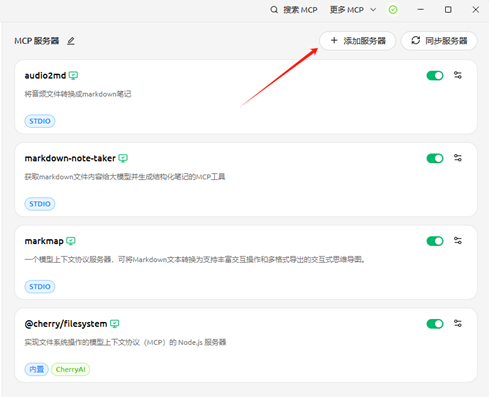 搜索 MCP 更多 MCP
MCP 服务器 添加服务器 同步服务器
audio2md
将音频文件转换成markdown笔记
STDIO
markdown-note-taker
获取markdown文件内容给大模型并生成结构化笔记的MCP工具
STDIO
markmap
一个模型上下文协议服务器，可将Markdown文本转换为支持丰富交互操作和多格式导出的交互式思维导图。
STDIO
@cherry/filesystem
实现文件系统操作的模型上下文协议（MCP）的 Node.js 服务器
内置 CherryAI